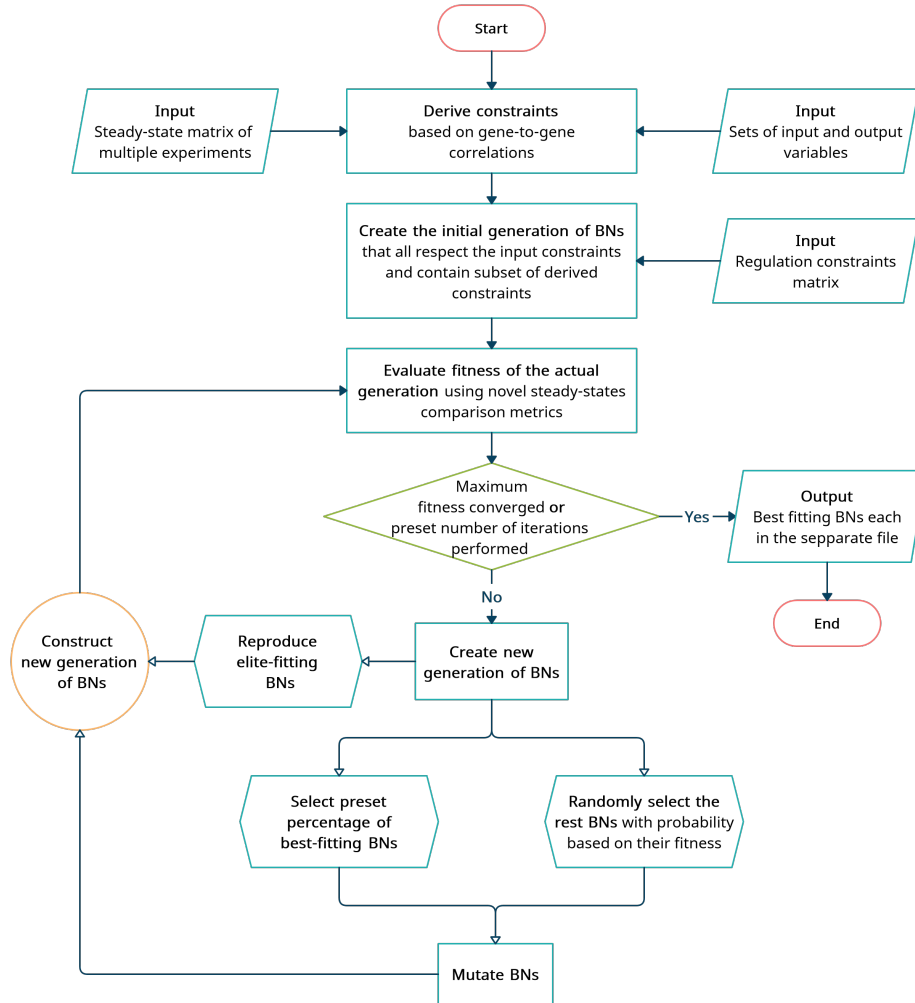 Start
Input
Steady-state matrix of
multiple experiments
Derive constraints
based on gene-to-gene
correlations
Input
Sets of input and output
variables
Create the initial generation of BNs
that all respect the input constraints
and contain subset of derived
constraints
Input
Regulation constraints
matrix
Evaluate fitness of the actual
generation using novel steady-states
comparison metrics
Maximum
fitness converged or
preset number of iterations
performed
Yes
Output
Best fitting BNs each
in the sepparate file
No
End
Construct
new generation
of BNs
Reproduce
elite-fitting
BNs
Create new
generation of BNs
Select preset
percentage of
best-fitting BNs
Randomly select the
rest BNs with probability
based on their fitness
Mutate BNs